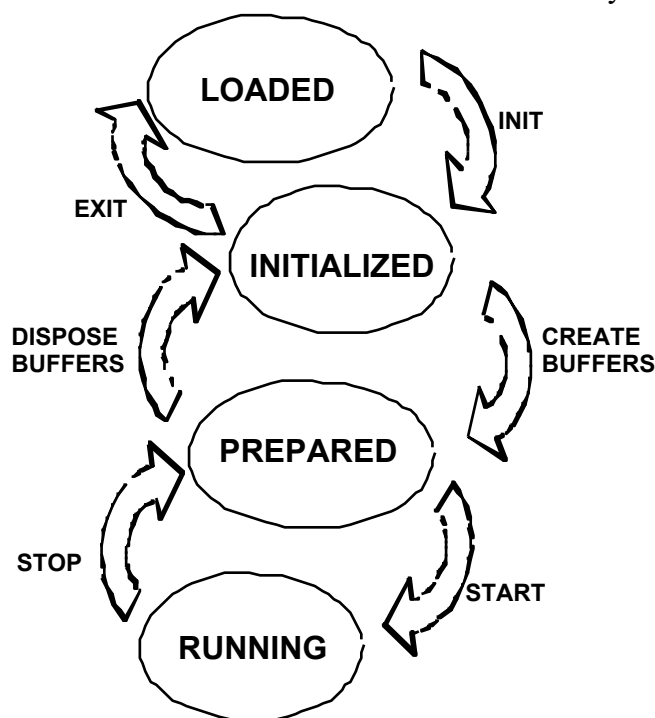 LOADED
INIT
EXIT
INITIALIZED
DISPOSE
BUFFERS
CREATE
BUFFERS
PREPARED
STOP
START
RUNNING